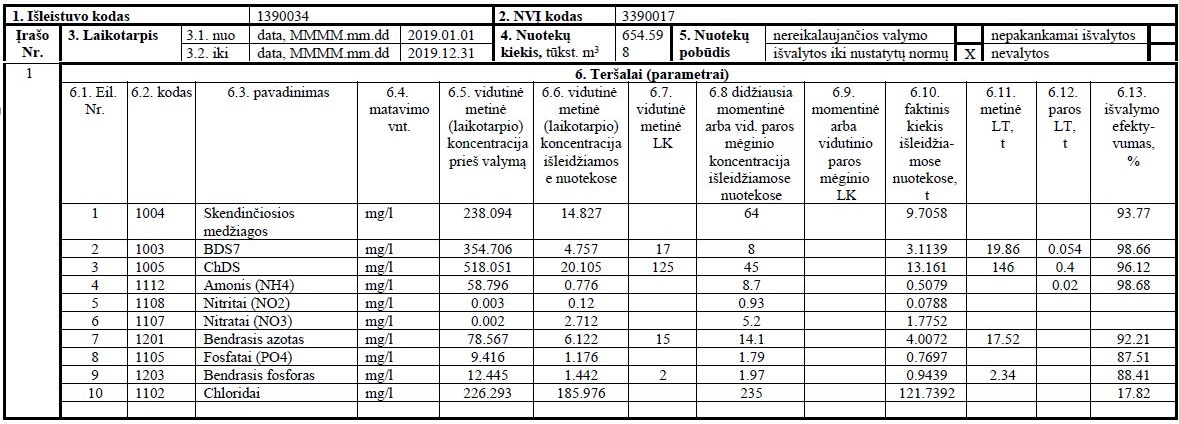 1. Išleistuvo kodas 1390034 2. NVĮ kodas 3390017
Įrašo 3. Laikotarpis 3.1. nuo data, MMMM.mm.dd 2019.01.01 4. Nuotekų 654.59 5. Nuotekų nereikalaujančios valymo nepakankamai išvalytos
Nr. 3.2. iki data, MMMM.mm.dd 2019.12.31 kiekis, tūkst. m³ 8 pobūdis išvalytos iki nustatytų normų X nevalytos
1 6. Teršalai (parametrai)
6.1. Eil. 6.2. kodas 6.3. pavadinimas 6.4. 6.5. vidutinė 6.6. vidutinė 6.7. 6.8 didžiausia 6.9. 6.10. 6.11. 6.12. 6.13.
Nr. matavimo metinė metinė vidutinė momentinė momentinė faktinis metinė paros išvalymo
vnt. (laikotarpio) (laikotarpio) metinė arba vid. paros arba kiekis LT, LT, efekty-
koncentracija koncentracija LK mėginio vidutinio išleidžia- t t vumas,
prieš valymą išleidžiamos koncentracija paros mose %
e nuotekose išleidžiamose mėginio nuotekose,
nuotekose LK t
1 1004 Skendinčiosios mg/l 238.094 14.827 64 9.7058 93.77
medžiagos
2 1003 BDS7 mg/l 354.706 4.757 17 8 3.1139 19.86 0.054 98.66
3 1005 ChDS mg/l 518.051 20.105 125 45 13.161 146 0.4 96.12
4 1112 Amonis (NH4) mg/l 58.796 0.776 8.7 0.5079 0.02 98.68
5 1108 Nitritai (NO2) mg/l 0.003 0.12 0.93 0.0788
6 1107 Nitratai (NO3) mg/l 0.002 2.712 5.2 1.7752
7 1201 Bendrasis azotas mg/l 78.567 6.122 15 14.1 4.0072 17.52 92.21
8 1105 Fosfatai (PO4) mg/l 9.416 1.176 1.79 0.7697 87.51
9 1203 Bendrasis fosforas mg/l 12.445 1.442 2 1.97 0.9439 2.34 88.41
10 1102 Chloridai mg/l 226.293 185.976 235 121.7392 17.82